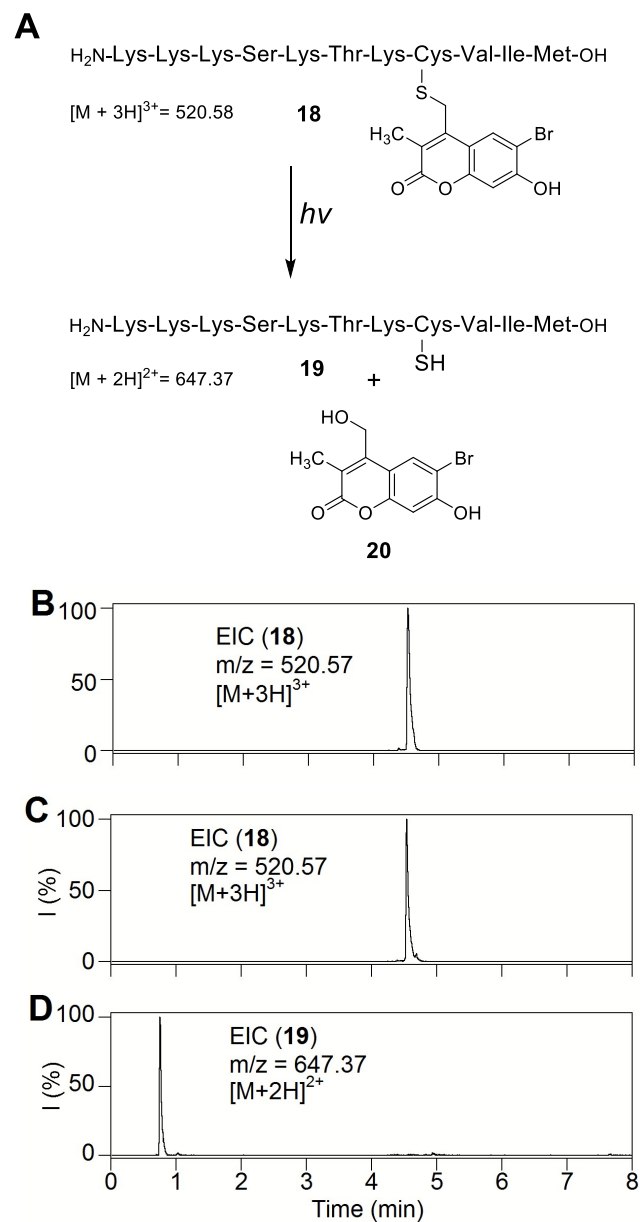 A
H₂N-Lys-Lys-Lys-Ser-Lys-Thr-Lys-Cys-Val-Ile-Met-OH
[M + 3H]³⁺= 520.58
18
S
H₃C
Br
O
O
OH
hv
H₂N-Lys-Lys-Lys-Ser-Lys-Thr-Lys-Cys-Val-Ile-Met-OH
SH
[M + 2H]²⁺= 647.37
19
+
HO
H₃C
Br
O
O
OH
20
B
100
50
0
EIC (18)
m/z = 520.57
[M+3H]³⁺
C
100
50
0
I (%)
EIC (18)
m/z = 520.57
[M+3H]³⁺
D
100
50
0
I (%)
EIC (19)
m/z = 647.37
[M+2H]²⁺
0 1 2 3 4 5 6 7 8
Time (min)